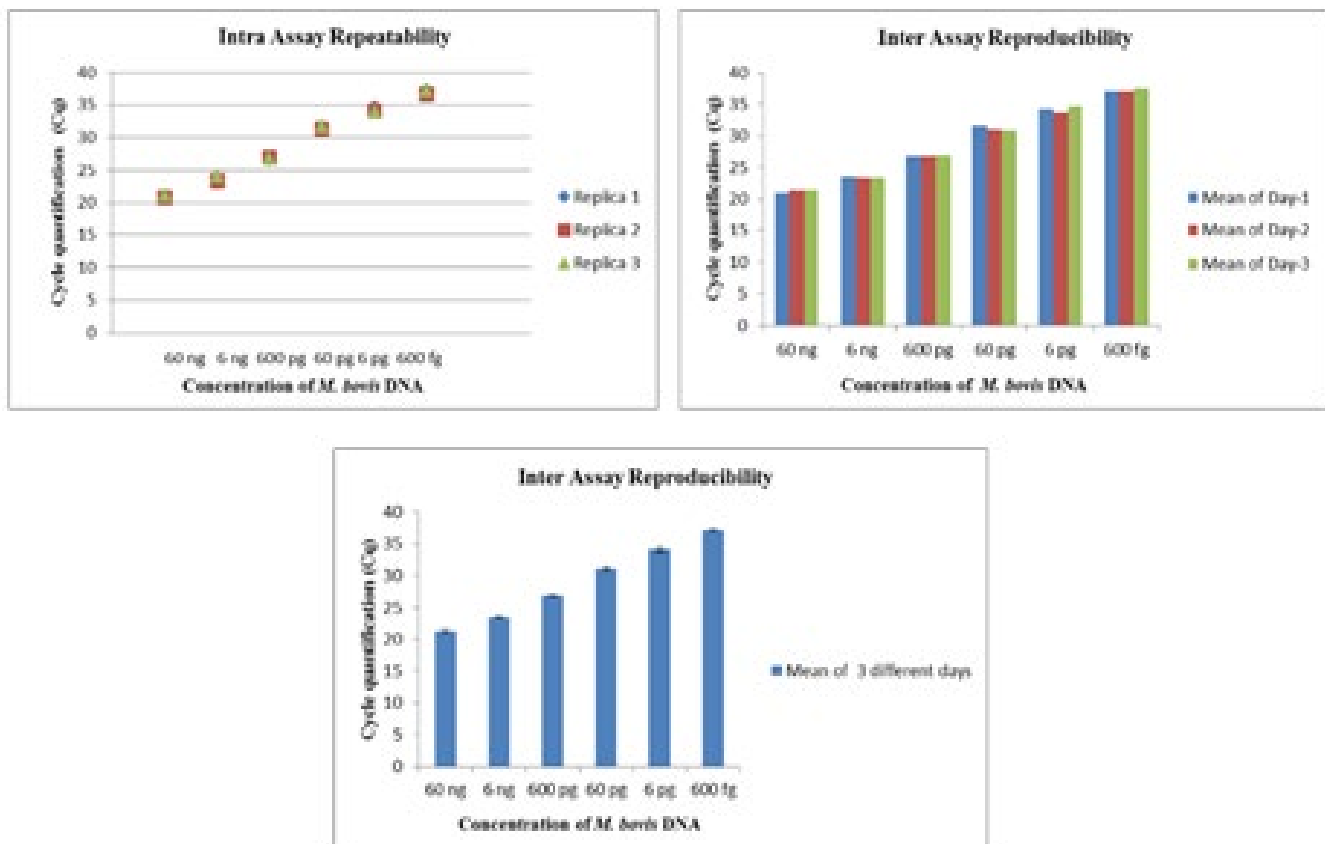 Intra Assay Repeatability
Cycle quantification (Cq)
40
35
30
25
20
15
10
5
0
60 ng 6 ng 600 pg 60 pg 6 pg 600 fg
Concentration of M. bovis DNA
Replica 1
Replica 2
Replica 3
Inter Assay Reproducibility
Cycle quantification (Cq)
40
35
30
25
20
15
10
5
0
60 ng 6 ng 600 pg 60 pg 6 pg 600 fg
Concentration of M. bovis DNA
Mean of Day-1
Mean of Day-2
Mean of Day-3
Inter Assay Reproducibility
Cycle quantification (Cq)
40
35
30
25
20
15
10
5
0
60 ng 6 ng 600 pg 60 pg 6 pg 600 fg
Concentration of M. bovis DNA
Mean of 3 different days